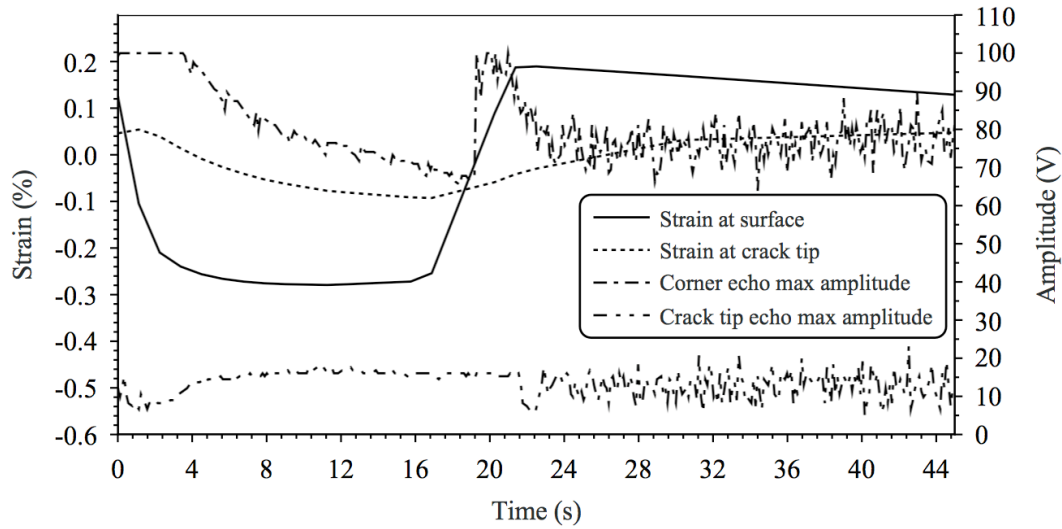 Strain (%)
0.2
0.1
0.0
-0.1
-0.2
-0.3
-0.4
-0.5
-0.6
110
100
90
80
70
60
50
40
30
20
10
0
Amplitude (V)
Strain at surface
Strain at crack tip
Corner echo max amplitude
Crack tip echo max amplitude
0 4 8 12 16 20 24 28 32 36 40 44
Time (s)